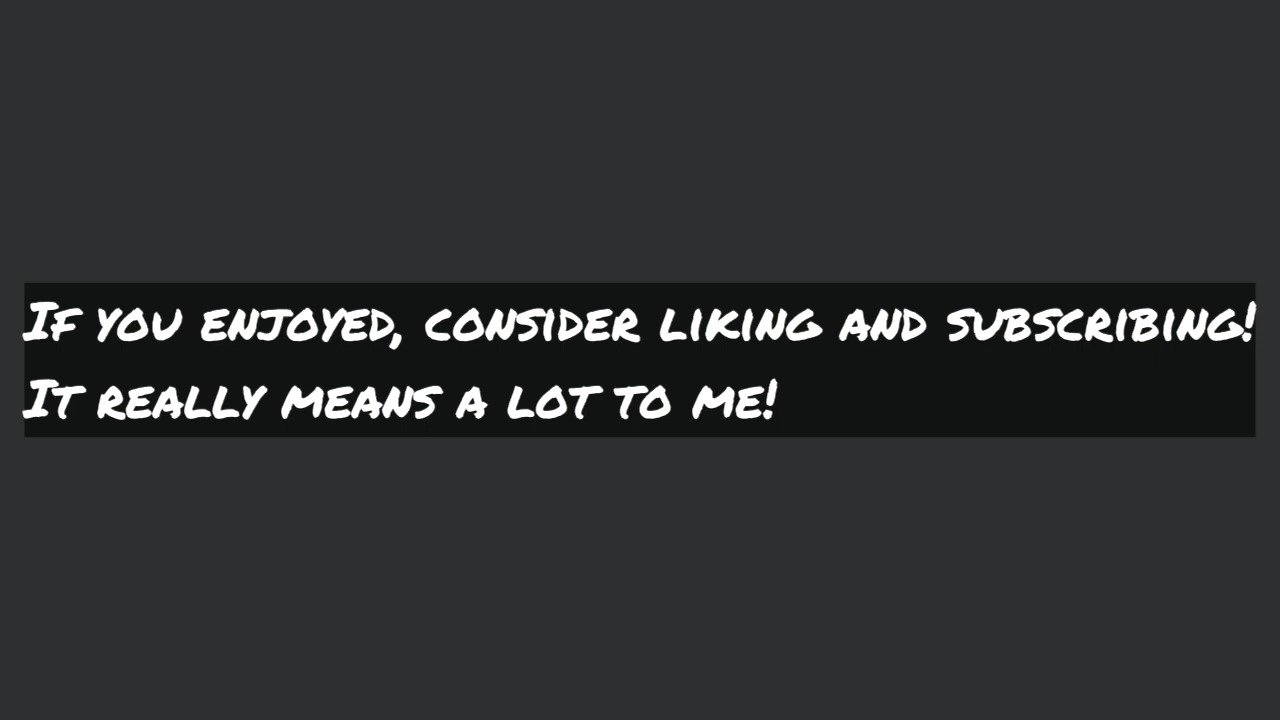 If you enjoyed, consider liking and subscribing!
It really means a lot to me!